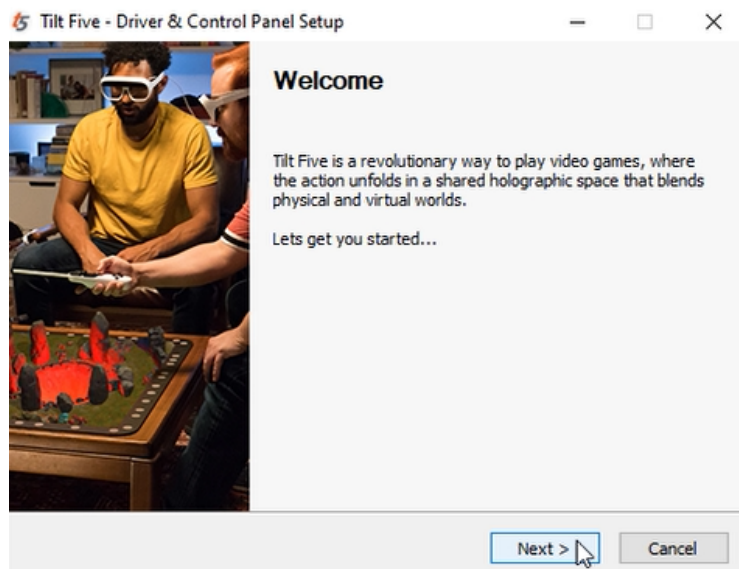 t5 Tilt Five - Driver & Control Panel Setup
Welcome
Tilt Five is a revolutionary way to play video games, where
the action unfolds in a shared holographic space that blends
physical and virtual worlds.
Lets get you started...
Next > Cancel